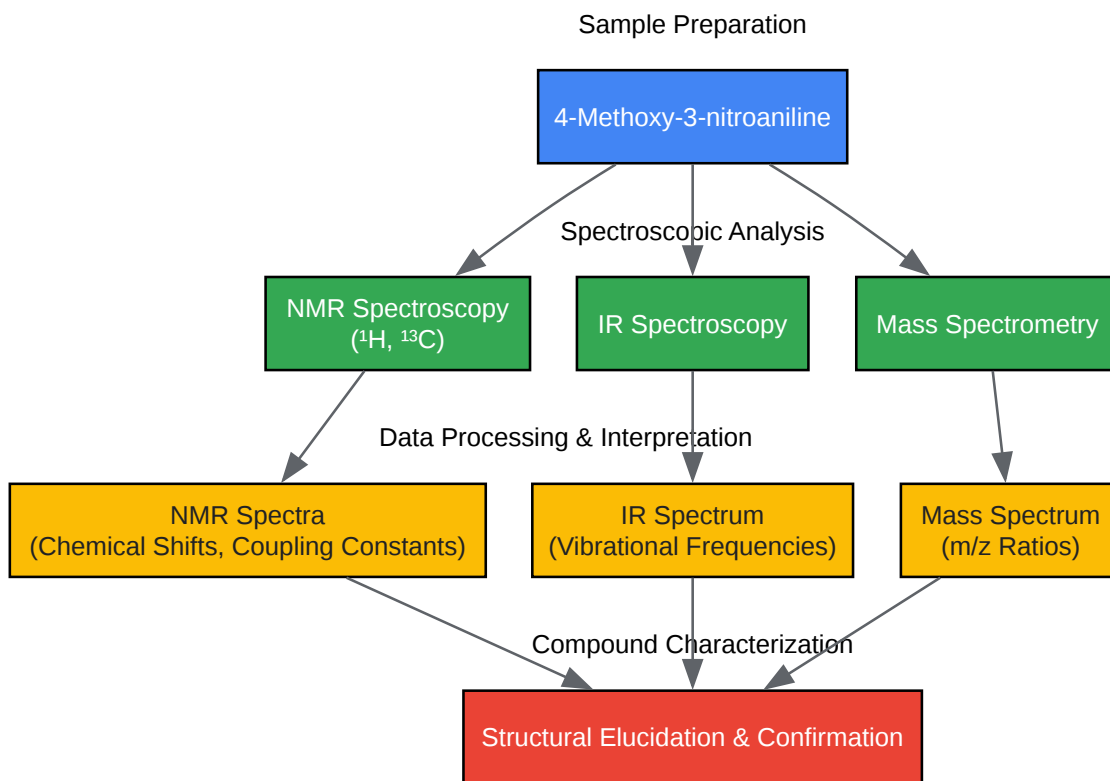 Sample Preparation
4-Methoxy-3-nitroaniline
Spectroscopic Analysis
NMR Spectroscopy
(¹H, ¹³C)
IR Spectroscopy
Mass Spectrometry
Data Processing & Interpretation
NMR Spectra
(Chemical Shifts, Coupling Constants)
IR Spectrum
(Vibrational Frequencies)
Mass Spectrum
(m/z Ratios)
Compound Characterization
Structural Elucidation & Confirmation